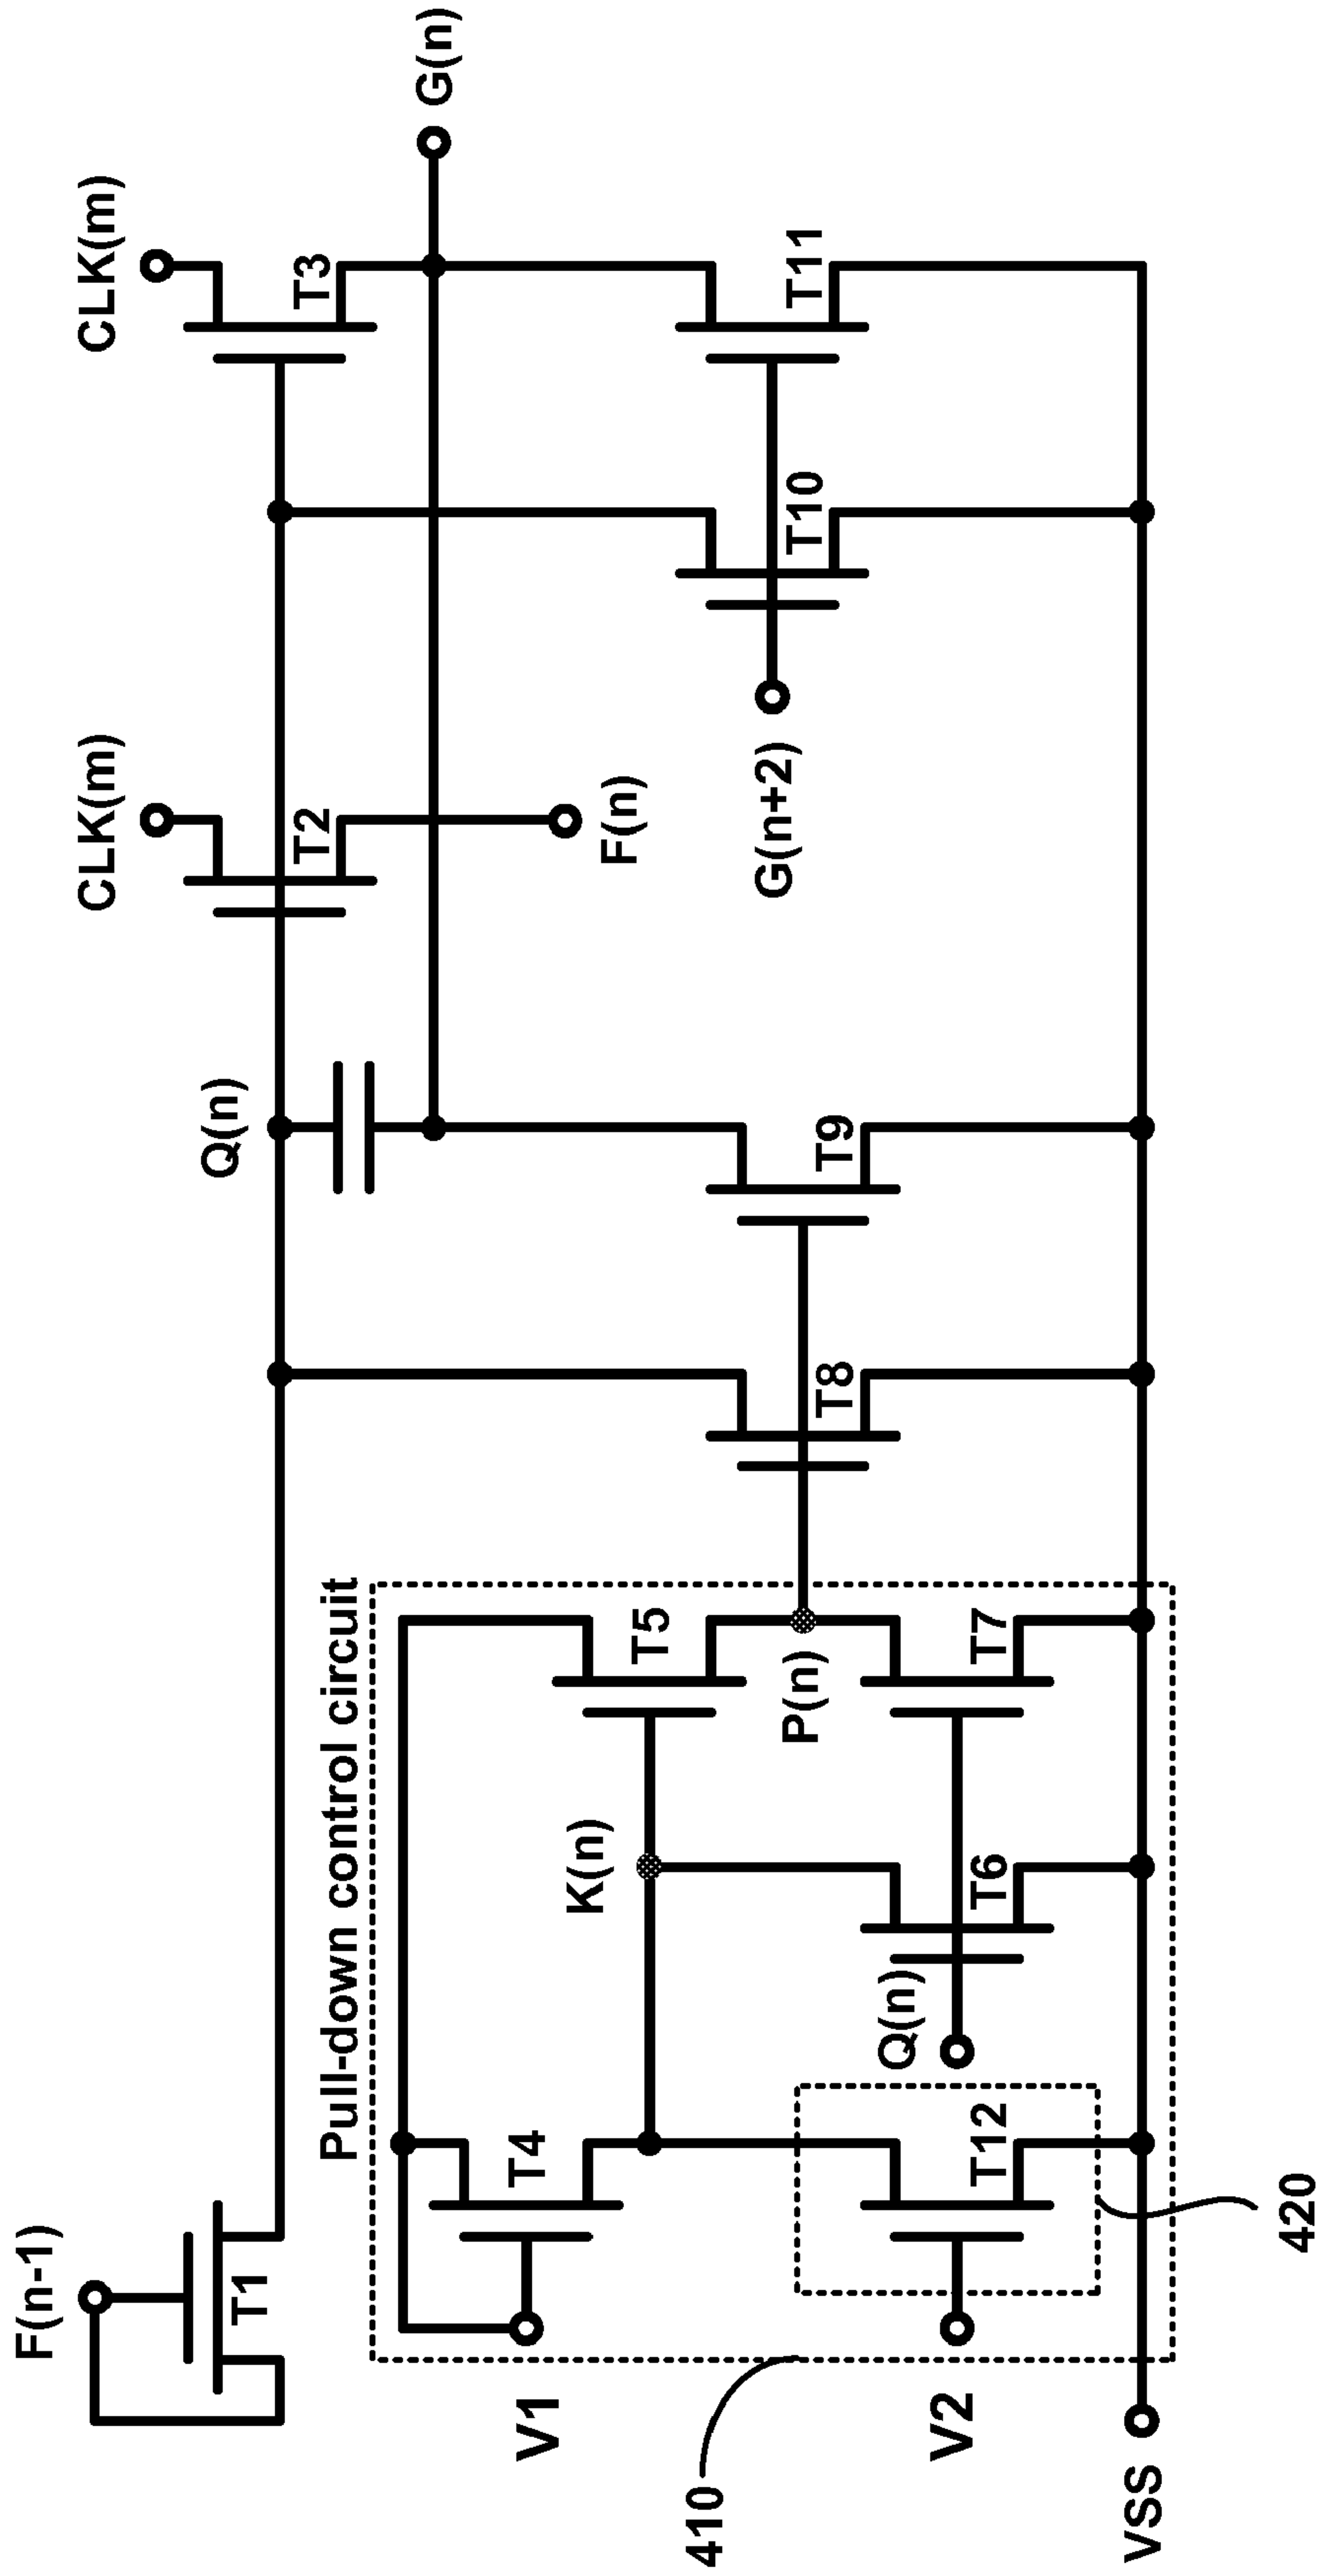 F(n-1)
T1
Q(n)
CLK(m)
T2
F(n)
CLK(m)
T3
G(n)
Pull-down control circuit
V1
T4
K(n)
T5
P(n)
T8
T9
G(n+2)
T10
T11
V2
T12
Q(n)
T6
T7
VSS
410
420